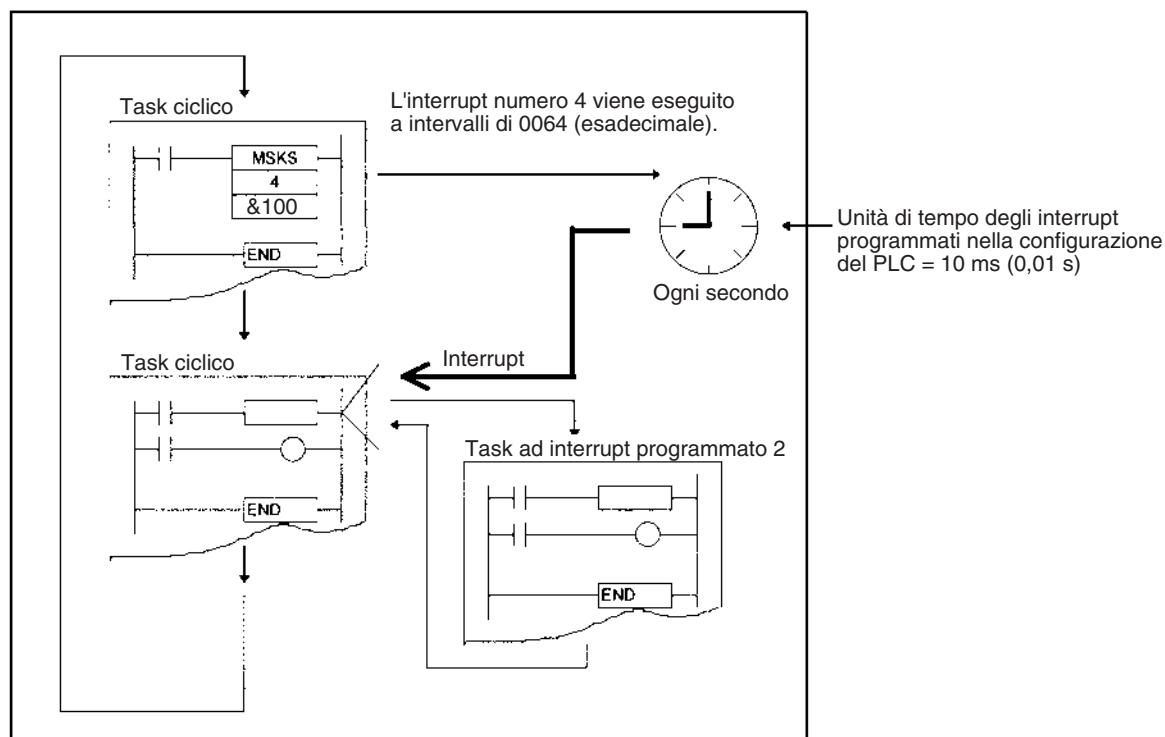 Task ciclico
L'interrupt numero 4 viene eseguito
a intervalli di 0064 (esadecimale).
MSKS
4
&100
END
Unità di tempo degli interrupt
programmati nella configurazione
del PLC = 10 ms (0,01 s)
Ogni secondo
Task ciclico
Interrupt
END
Task ad interrupt programmato 2
END